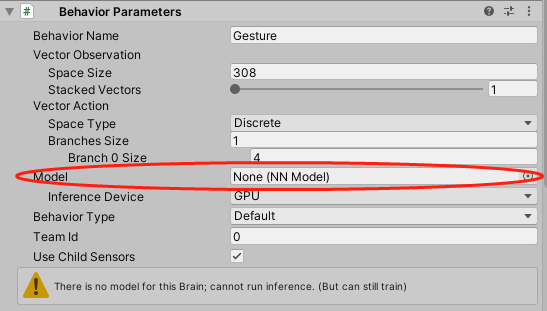 Behavior Parameters
Behavior Name Gesture
Vector Observation
Space Size 308
Stacked Vectors 1
Vector Action
Space Type Discrete
Branches Size 1
Branch 0 Size 4
Model None (NN Model)
Inference Device GPU
Behavior Type Default
Team Id 0
Use Child Sensors
There is no model for this Brain; cannot run inference. (But can still train)